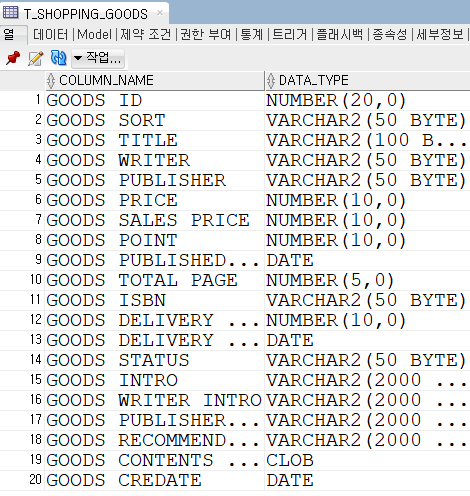 T_SHOPPING_GOODS
열 데이터 Model 제약 조건 권한 부여 통계 트리거 플래시백 종속성 세부정보
작업...
COLUMN_NAME DATA_TYPE
1 GOODS ID NUMBER(20,0)
2 GOODS SORT VARCHAR2(50 BYTE)
3 GOODS TITLE VARCHAR2(100 B...
4 GOODS WRITER VARCHAR2(50 BYTE)
5 GOODS PUBLISHER VARCHAR2(50 BYTE)
6 GOODS PRICE NUMBER(10,0)
7 GOODS SALES PRICE NUMBER(10,0)
8 GOODS POINT NUMBER(10,0)
9 GOODS PUBLISHED... DATE
10 GOODS TOTAL PAGE NUMBER(5,0)
11 GOODS ISBN VARCHAR2(50 BYTE)
12 GOODS DELIVERY ... NUMBER(10,0)
13 GOODS DELIVERY ... DATE
14 GOODS STATUS VARCHAR2(50 BYTE)
15 GOODS INTRO VARCHAR2(2000 ...
16 GOODS WRITER INTRO VARCHAR2(2000 ...
17 GOODS PUBLISHER... VARCHAR2(2000 ...
18 GOODS RECOMMEND... VARCHAR2(2000 ...
19 GOODS CONTENTS ... CLOB
20 GOODS CREDATE DATE